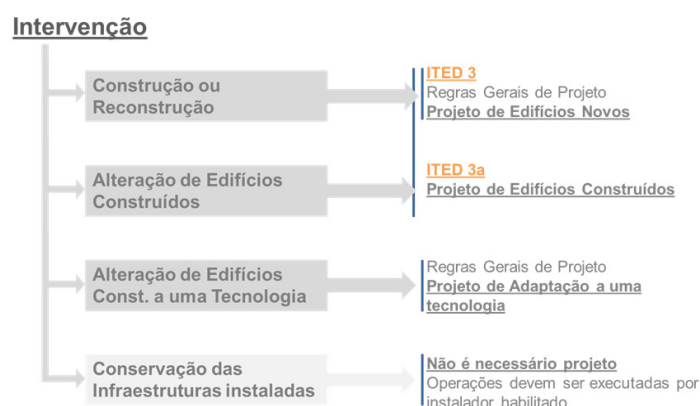 Intervenção
Construção ou
Reconstrução
ITED 3
Regras Gerais de Projeto
Projeto de Edifícios Novos
Alteração de Edifícios
Construídos
ITED 3a
Projeto de Edifícios Construídos
Alteração de Edifícios
Const. a uma Tecnologia
Regras Gerais de Projeto
Projeto de Adaptação a uma
tecnologia
Conservação das
Infraestruturas instaladas
Não é necessário projeto
Operações devem ser executadas por
instalador habilitado